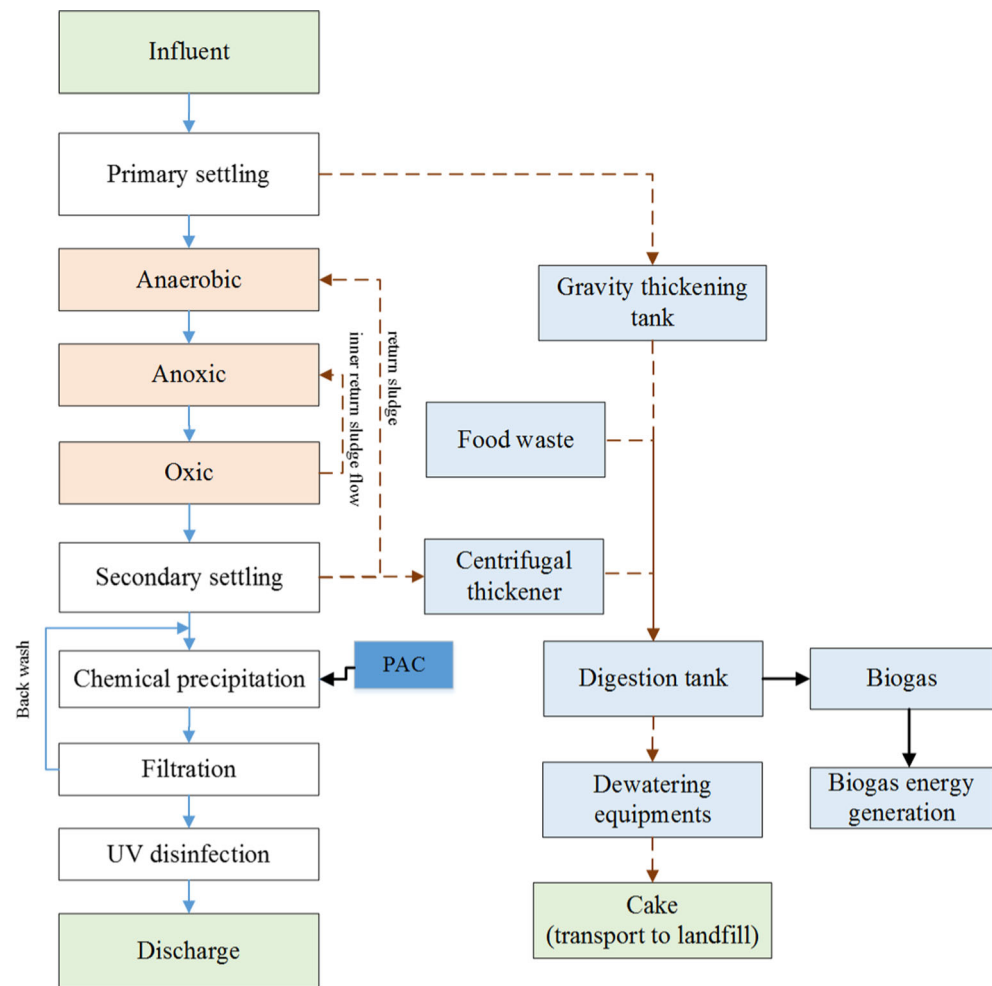 Influent
Primary settling
Anaerobic
Anoxic
Oxic
Secondary settling
Chemical precipitation
Filtration
UV disinfection
Discharge
Back wash
inner return sludge flow
return sludge
PAC
Gravity thickening
tank
Food waste
Centrifugal
thickener
Digestion tank
Biogas
Biogas energy
generation
Dewatering
equipments
Cake
(transport to landfill)